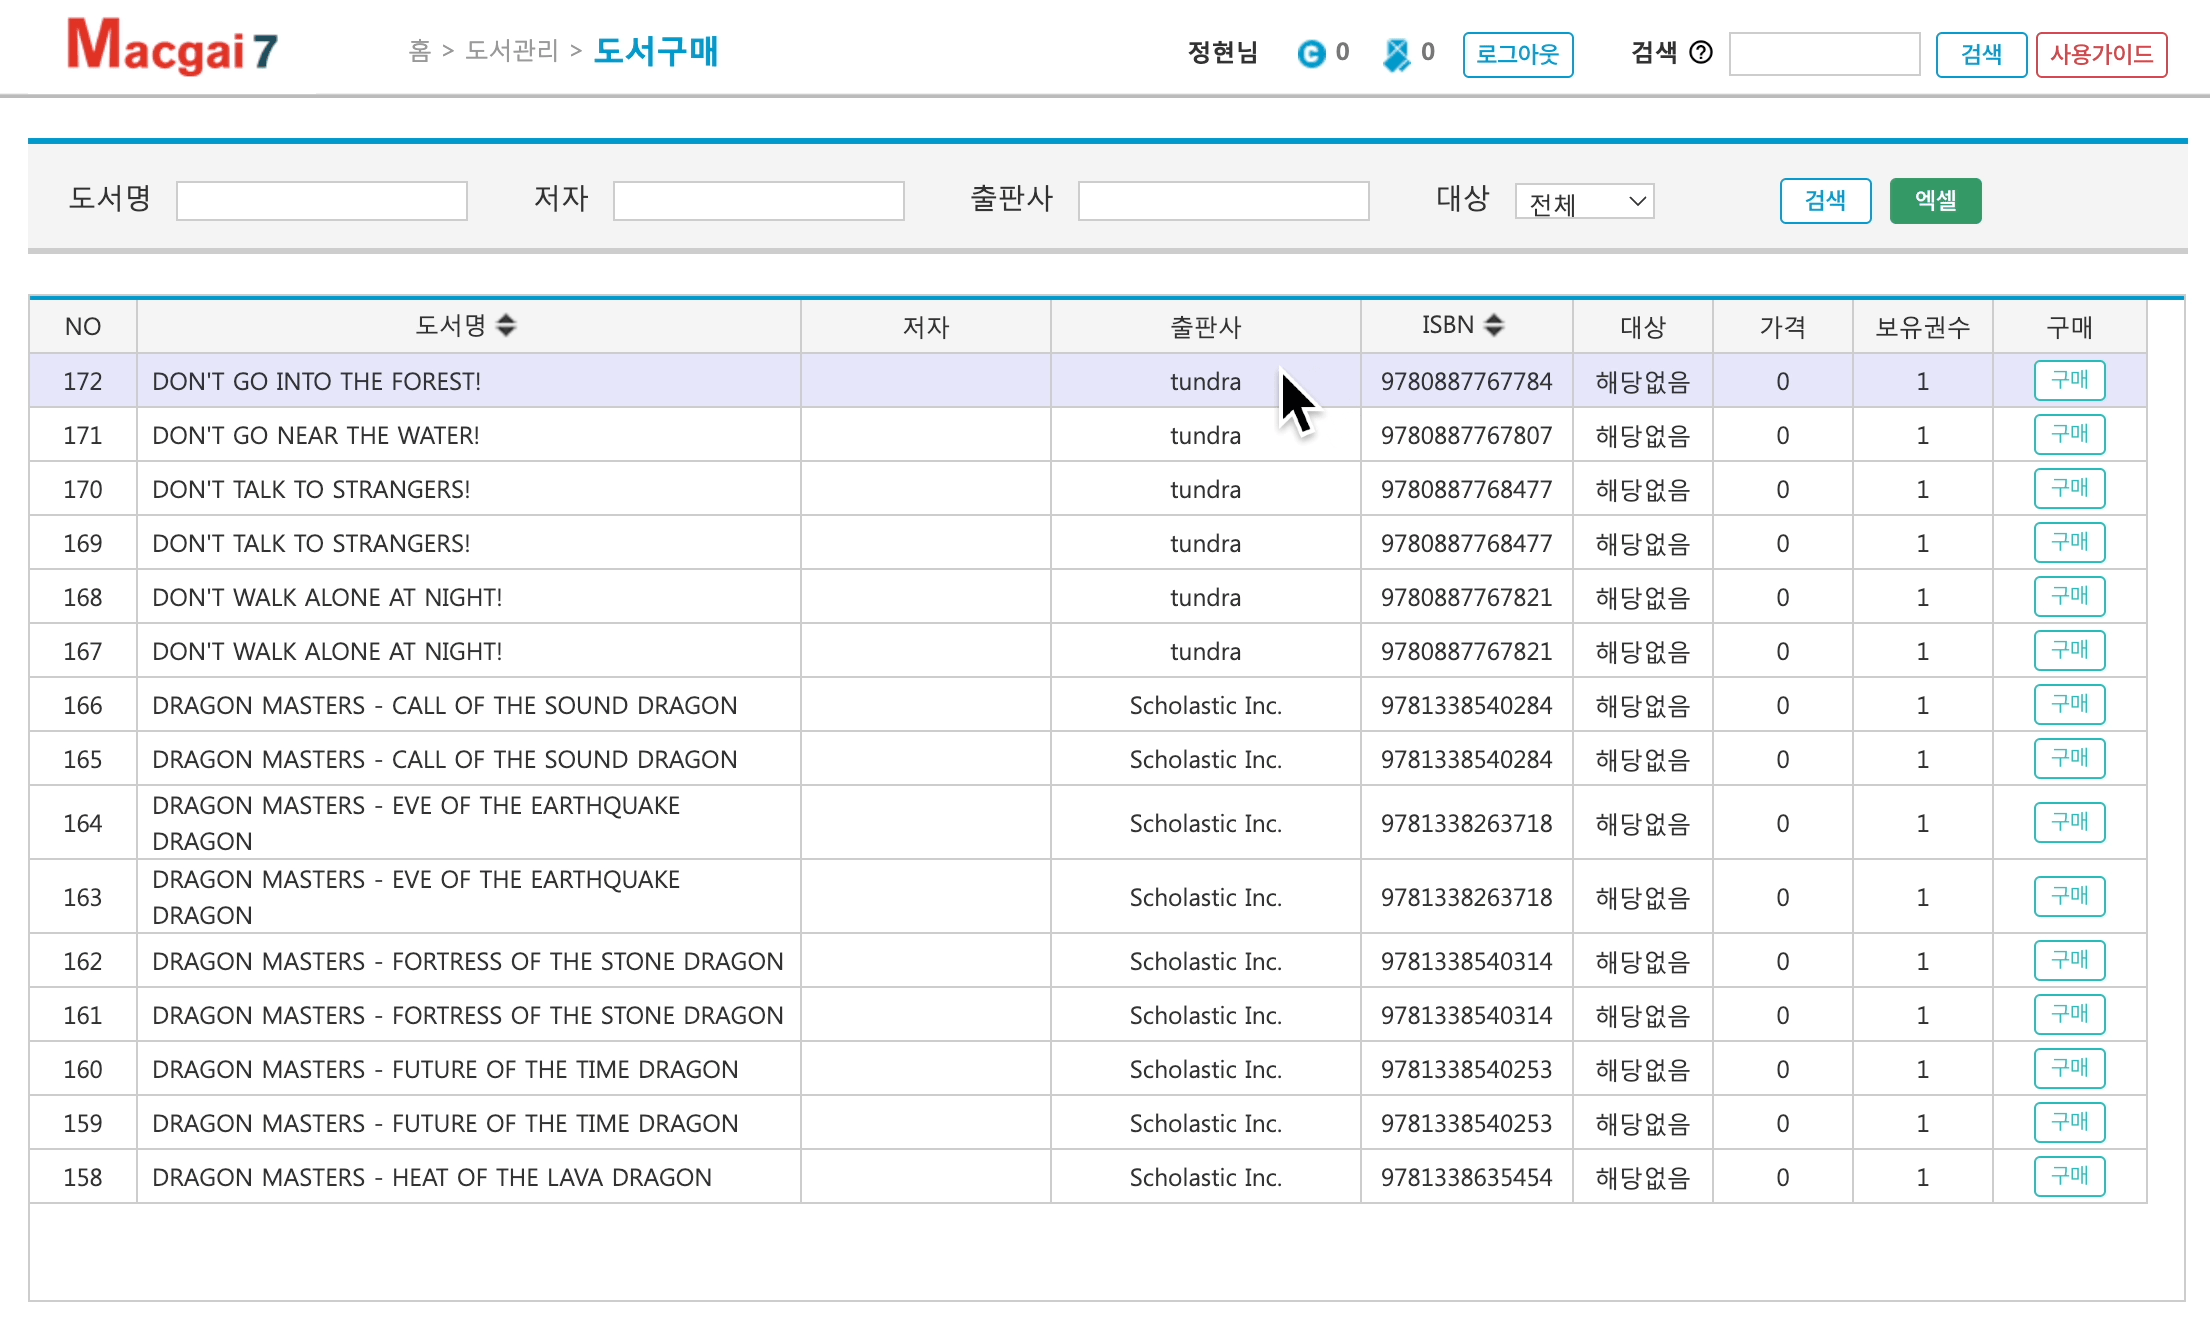 Macgai 7
홈 > 도서관리 > 도서구매
정현님 0 0 로그아웃 검색 검색 사용가이드
도서명 저자 출판사 대상 전체 검색 엑셀
NO 도서명 저자 출판사 ISBN 대상 가격 보유권수 구매
172 DON'T GO INTO THE FOREST! tundra 9780887767784 해당없음 0 1 구매
171 DON'T GO NEAR THE WATER! tundra 9780887767807 해당없음 0 1 구매
170 DON'T TALK TO STRANGERS! tundra 9780887768477 해당없음 0 1 구매
169 DON'T TALK TO STRANGERS! tundra 9780887768477 해당없음 0 1 구매
168 DON'T WALK ALONE AT NIGHT! tundra 9780887767821 해당없음 0 1 구매
167 DON'T WALK ALONE AT NIGHT! tundra 9780887767821 해당없음 0 1 구매
166 DRAGON MASTERS - CALL OF THE SOUND DRAGON Scholastic Inc. 9781338540284 해당없음 0 1 구매
165 DRAGON MASTERS - CALL OF THE SOUND DRAGON Scholastic Inc. 9781338540284 해당없음 0 1 구매
164 DRAGON MASTERS - EVE OF THE EARTHQUAKE
DRAGON Scholastic Inc. 9781338263718 해당없음 0 1 구매
163 DRAGON MASTERS - EVE OF THE EARTHQUAKE
DRAGON Scholastic Inc. 9781338263718 해당없음 0 1 구매
162 DRAGON MASTERS - FORTRESS OF THE STONE DRAGON Scholastic Inc. 9781338540314 해당없음 0 1 구매
161 DRAGON MASTERS - FORTRESS OF THE STONE DRAGON Scholastic Inc. 9781338540314 해당없음 0 1 구매
160 DRAGON MASTERS - FUTURE OF THE TIME DRAGON Scholastic Inc. 9781338540253 해당없음 0 1 구매
159 DRAGON MASTERS - FUTURE OF THE TIME DRAGON Scholastic Inc. 9781338540253 해당없음 0 1 구매
158 DRAGON MASTERS - HEAT OF THE LAVA DRAGON Scholastic Inc. 9781338635454 해당없음 0 1 구매